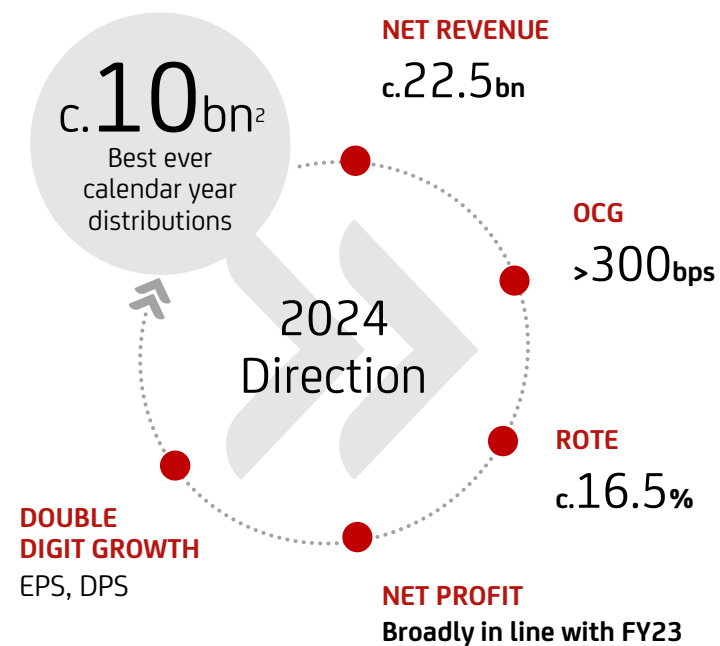 c.10bn²
Best ever
calendar year
distributions
NET REVENUE
c.22.5bn
OCG
>300bps
2024
Direction
ROTE
c.16.5%
NET PROFIT
Broadly in line with FY23
DOUBLE
DIGIT GROWTH
EPS, DPS